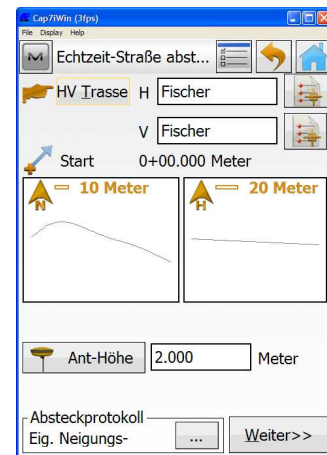 Cap7iWin (3fps)
File Display Help
M Echtzeit-Straße abst...
HV Trasse H Fischer
V Fischer
Start 0+00.000 Meter
10 Meter 20 Meter
N H
Ant-Höhe 2.000 Meter
Absteckprotokoll
Eig. Neigungs- ... Weiter>>